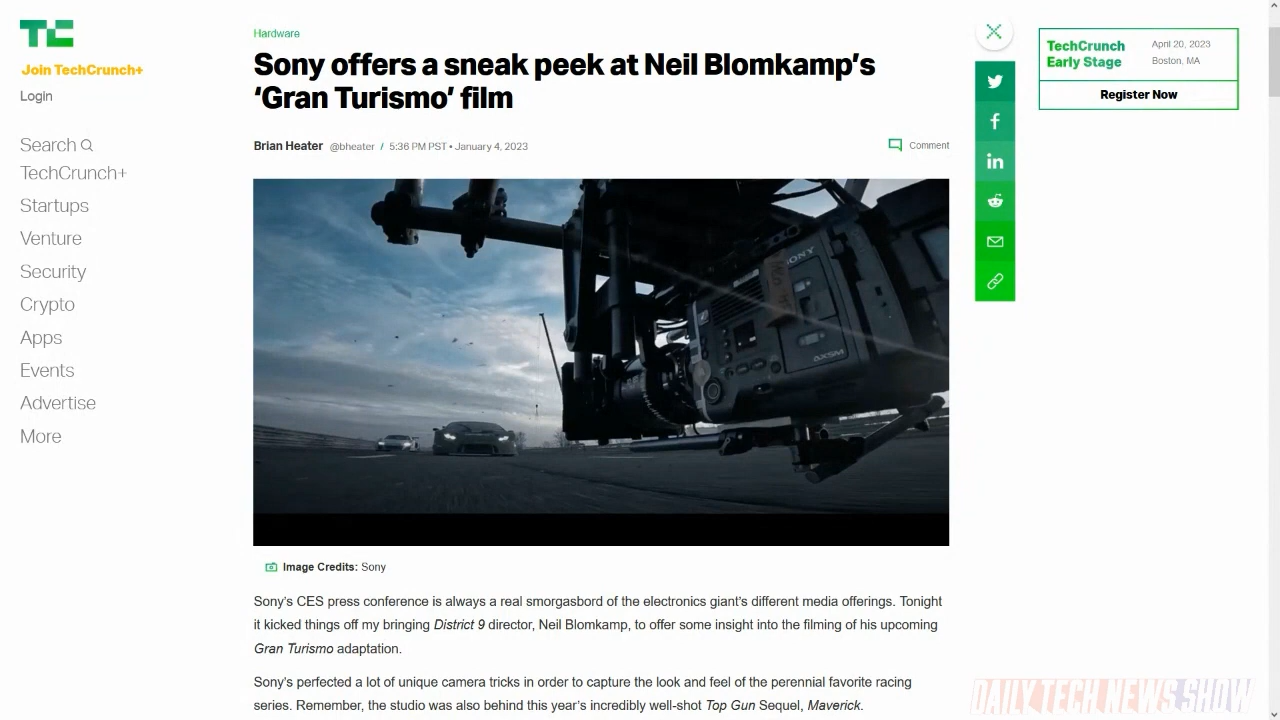 TC
Join TechCrunch+
Login
Search
TechCrunch+
Startups
Venture
Security
Crypto
Apps
Events
Advertise
More
Hardware
Sony offers a sneak peek at Neil Blomkamp's
‘Gran Turismo’ film
Brian Heater @bheater / 5:36 PM PST • January 4, 2023
Comment
SONY
AXSM
Image Credits: Sony
Sony's CES press conference is always a real smorgasbord of the electronics giant's different media offerings. Tonight
it kicked things off my bringing District 9 director, Neil Blomkamp, to offer some insight into the filming of his upcoming
Gran Turismo adaptation.
Sony's perfected a lot of unique camera tricks in order to capture the look and feel of the perennial favorite racing
series. Remember, the studio was also behind this year's incredibly well-shot Top Gun Sequel, Maverick.
TechCrunch
Early Stage
April 20, 2023
Boston, MA
Register Now
DAILY TECH NEWS SHOW